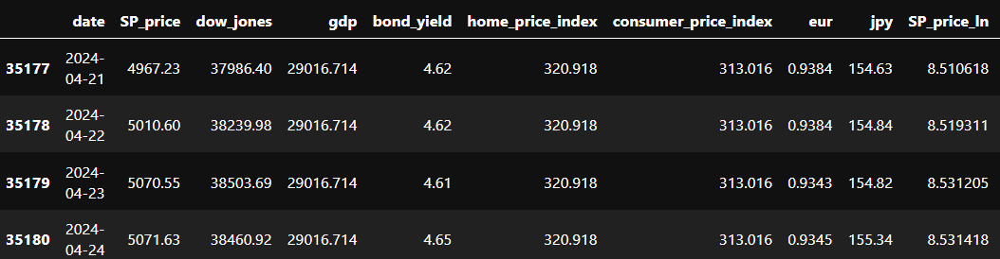 date SP_price dow_jones gdp bond_yield home_price_index consumer_price_index eur jpy SP_price_ln
35177 2024-04-21 4967.23 37986.40 29016.714 4.62 320.918 313.016 0.9384 154.63 8.510618
35178 2024-04-22 5010.60 38239.98 29016.714 4.62 320.918 313.016 0.9384 154.84 8.519311
35179 2024-04-23 5070.55 38503.69 29016.714 4.61 320.918 313.016 0.9343 154.82 8.531205
35180 2024-04-24 5071.63 38460.92 29016.714 4.65 320.918 313.016 0.9345 155.34 8.531418